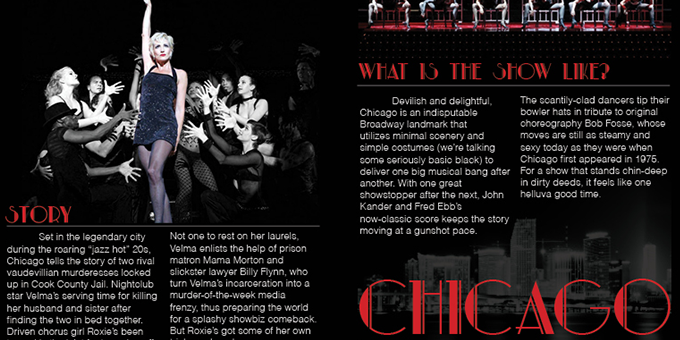 STORY
Set in the legendary city
during the roaring “jazz hot” 20s,
Chicago tells the story of two rival
vaudevillian murderesses locked
up in Cook County Jail. Nightclub
star Velma's serving time for killing
her husband and sister after
finding the two in bed together.
Driven chorus girl Roxie's been
Not one to rest on her laurels,
Velma enlists the help of prison
matron Mama Morton and
slickster lawyer Billy Flynn, who
turn Velma's incarceration into a
murder-of-the-week media
frenzy, thus preparing the world
for a splashy showbiz comeback.
But Roxie's got some of her own
WHAT IS THE SHOW LIKE?
Devilish and delightful,
Chicago is an indisputable
Broadway landmark that
utilizes minimal scenery and
simple costumes (we're talking
some seriously basic black) to
deliver one big musical bang after
another. With one great
showstopper after the next, John
Kander and Fred Ebb's
now-classic score keeps the story
moving at a gunshot pace.
The scantily-clad dancers tip their
bowler hats in tribute to original
choreography Bob Fosse, whose
moves are still as steamy and
sexy today as they were when
Chicago first appeared in 1975.
For a show that stands chin-deep
in dirty deeds, it feels like one
helluva good time.
CHICAGO